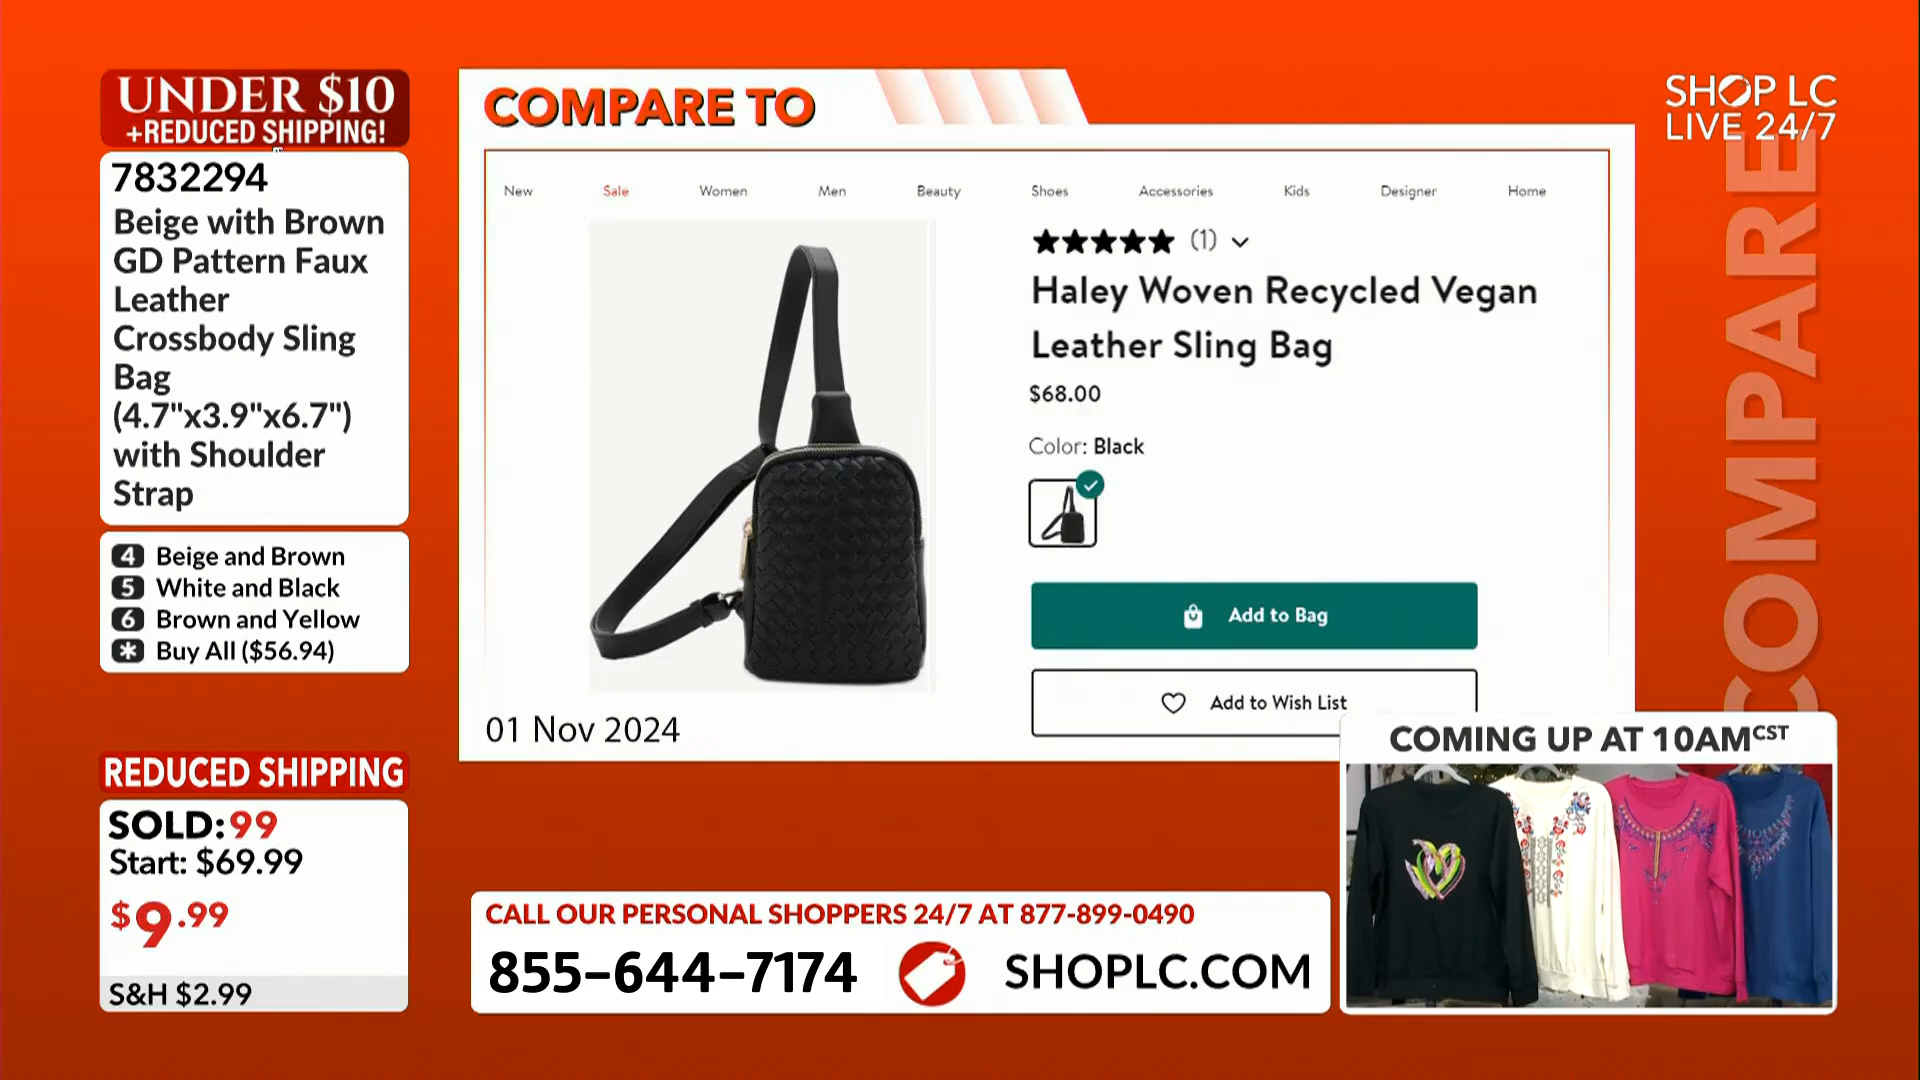 UNDER $10
+REDUCED SHIPPING!
7832294
Beige with Brown
GD Pattern Faux
Leather
Crossbody Sling
Bag
(4.7"x3.9"x6.7")
with Shoulder
Strap
4 Beige and Brown
5 White and Black
6 Brown and Yellow
* Buy All ($56.94)
REDUCED SHIPPING
SOLD: 99
Start: $69.99
$9.99
S&H $2.99
COMPARE TO
New Sale Women Men Beauty Shoes Accessories Kids Designer Home
(1)
Haley Woven Recycled Vegan
Leather Sling Bag
$68.00
Color: Black
Add to Bag
Add to Wish List
01 Nov 2024
SHOP LC
LIVE 24/7
COMPARE
COMING UP AT 10AM CST
CALL OUR PERSONAL SHOPPERS 24/7 AT 877-899-0490
855-644-7174 SHOPLC.COM